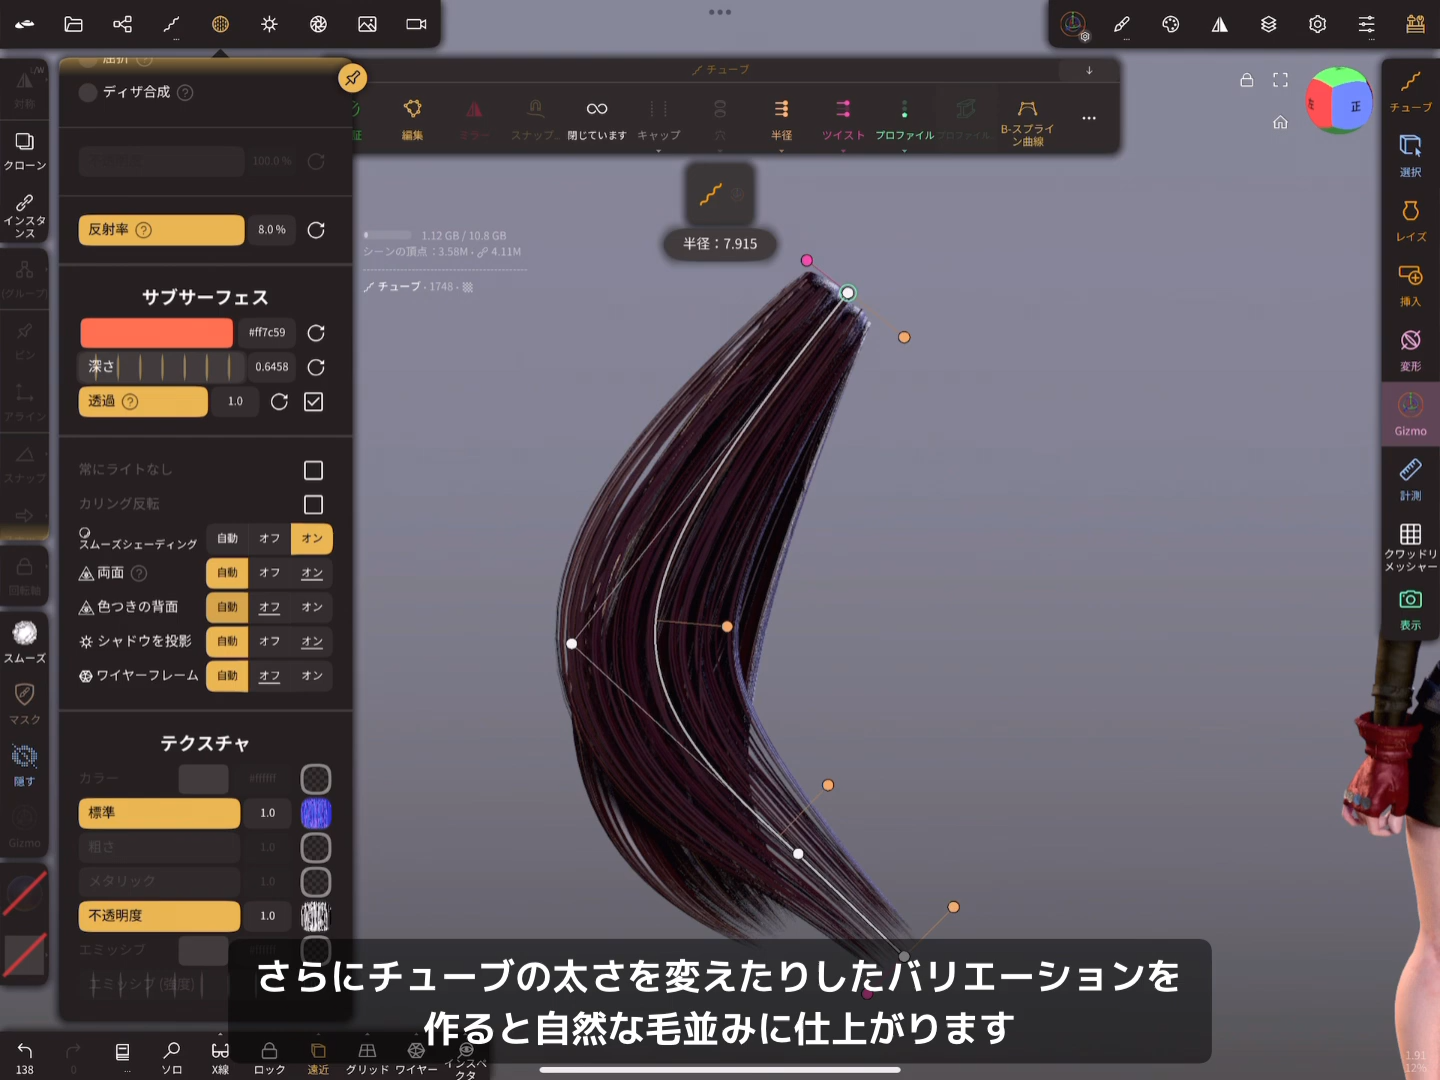 屈折
ディザ合成
100.0 %
反射率
8.0 %
サブサーフェス
#ff7c59
深さ
0.6458
透過
1.0
常にライトなし
カリング反転
スムーズシェーディング
自動
オフ
オン
両面
自動
オフ
オン
色つきの背面
自動
オフ
オン
シャドウを投影
自動
オフ
オン
ワイヤーフレーム
自動
オフ
オン
テクスチャ
カラー
#ffffff
標準
1.0
粗さ
1.0
メタリック
1.0
不透明度
1.0
エミッシブ
エミッシブ (強度)
L/W
対称
クローン
インスタンス
(グループ)
ピン
アライン
スナップ
回転軸
スムーズ
マスク
隠す
Gizmo
チューブ
証
編集
ミラー
スナップ...
閉じています
キャップ
穴
半径
ツイスト
プロファイル
プロファイル.
B-スプライン曲線
半径：7.915
1.12 GB / 10.8 GB
シーンの頂点：3.58M・4.11M
チューブ・1748・
左
正
チューブ
選択
レイズ
挿入
変形
Gizmo
計測
クワッドリメッシャー
表示
さらにチューブの太さを変えたりしたバリエーションを
作ると自然な毛並みに仕上がります
138
0
ソロ
X線
ロック
遠近
グリッド
ワイヤー
インスペクタ
1.91
12%